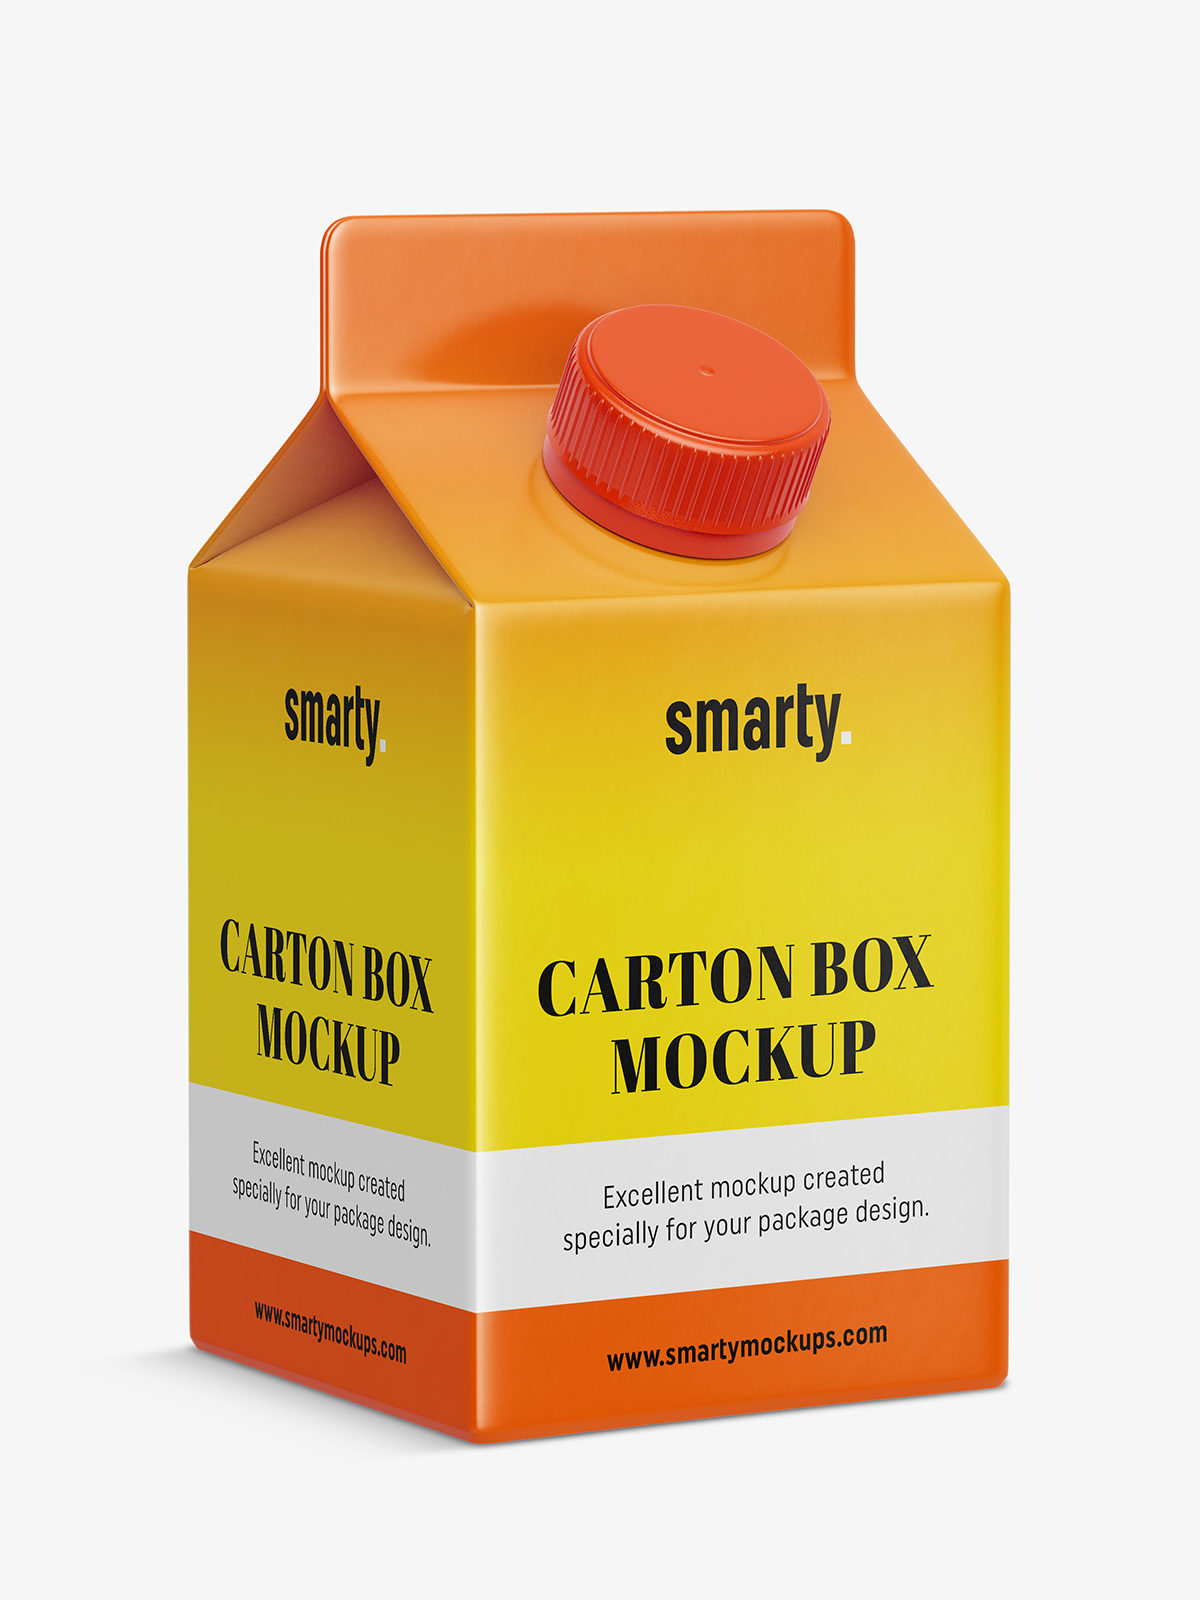 smarty.
CARTON BOX
MOCKUP
Excellent mockup created
specially for your package design.
www.smartymockups.com
smarty.
CARTON BOX
MOCKUP
Excellent mockup created
specially for your package design.
www.smartymockups.com